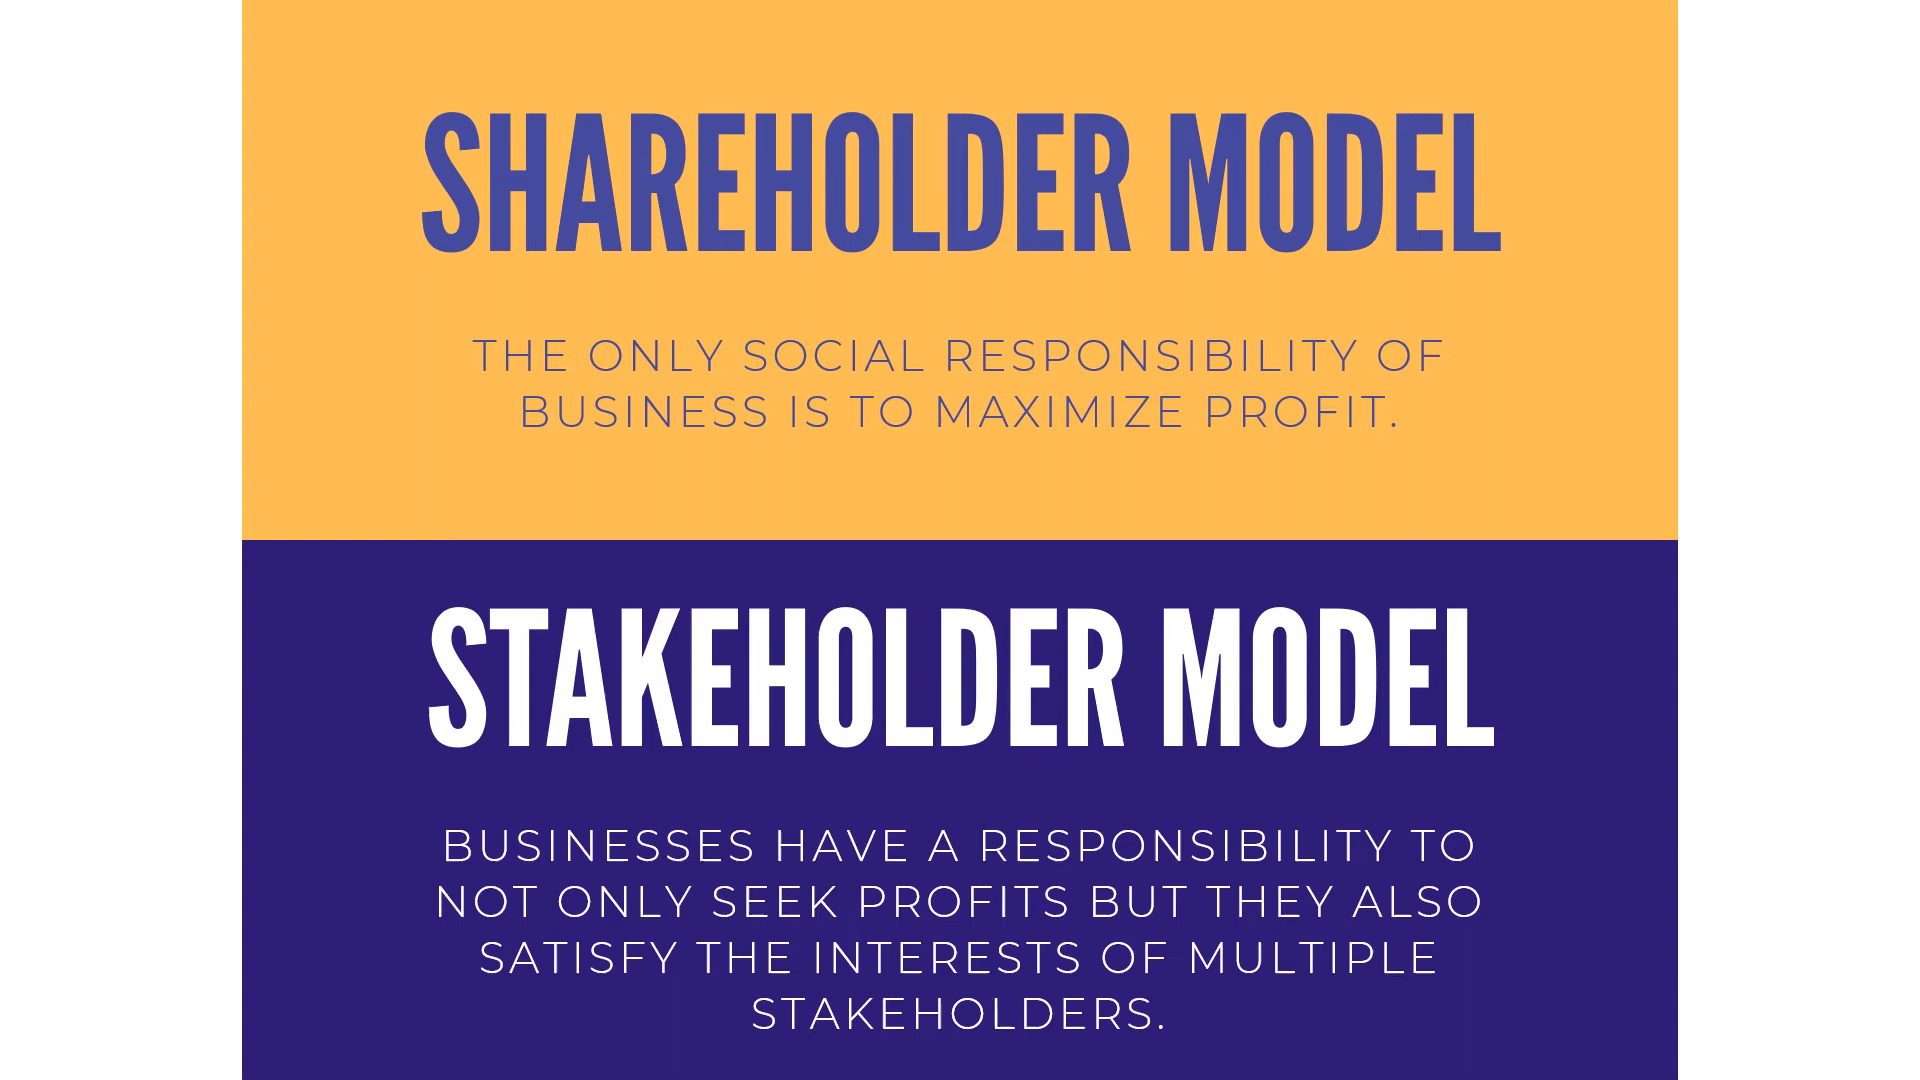 SHAREHOLDER MODEL
THE ONLY SOCIAL RESPONSIBILITY OF
BUSINESS IS TO MAXIMIZE PROFIT.
STAKEHOLDER MODEL
BUSINESSES HAVE A RESPONSIBILITY TO
NOT ONLY SEEK PROFITS BUT THEY ALSO
SATISFY THE INTERESTS OF MULTIPLE
STAKEHOLDERS.